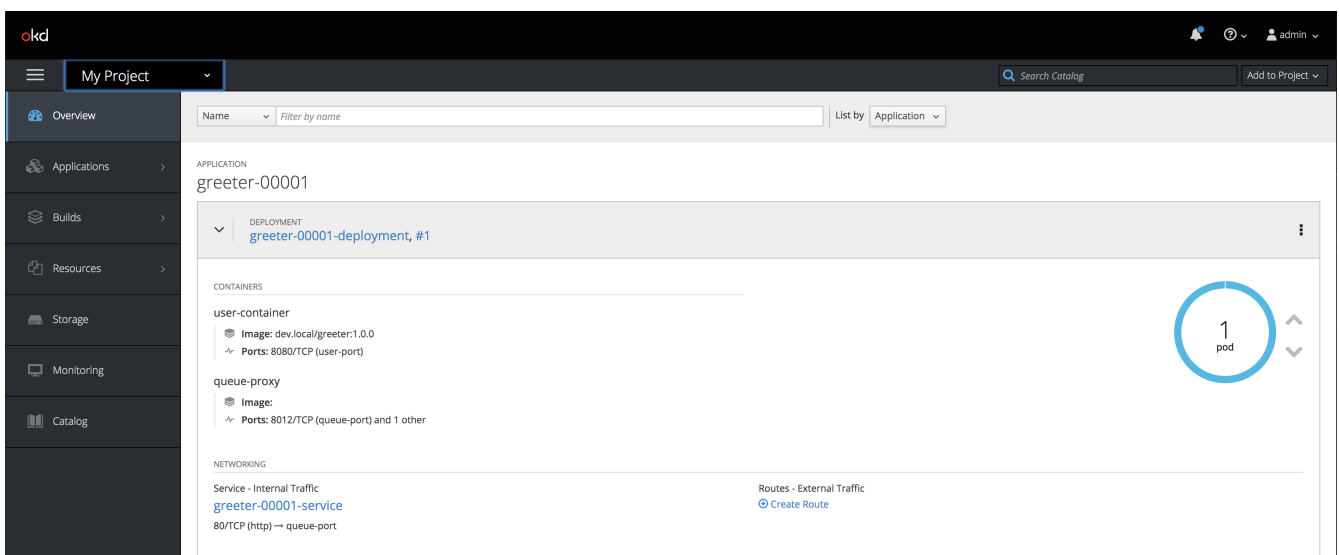 okd
admin
My Project
Search Catalog
Add to Project
Overview
Applications
Builds
Resources
Storage
Monitoring
Catalog
Name
Filter by name
List by
Application
APPLICATION
greeter-00001
DEPLOYMENT
greeter-00001-deployment, #1
CONTAINERS
user-container
Image: dev.local/greeter:1.0.0
Ports: 8080/TCP (user-port)
queue-proxy
Image:
Ports: 8012/TCP (queue-port) and 1 other
1
pod
NETWORKING
Service - Internal Traffic
greeter-00001-service
80/TCP (http) → queue-port
Routes - External Traffic
Create Route